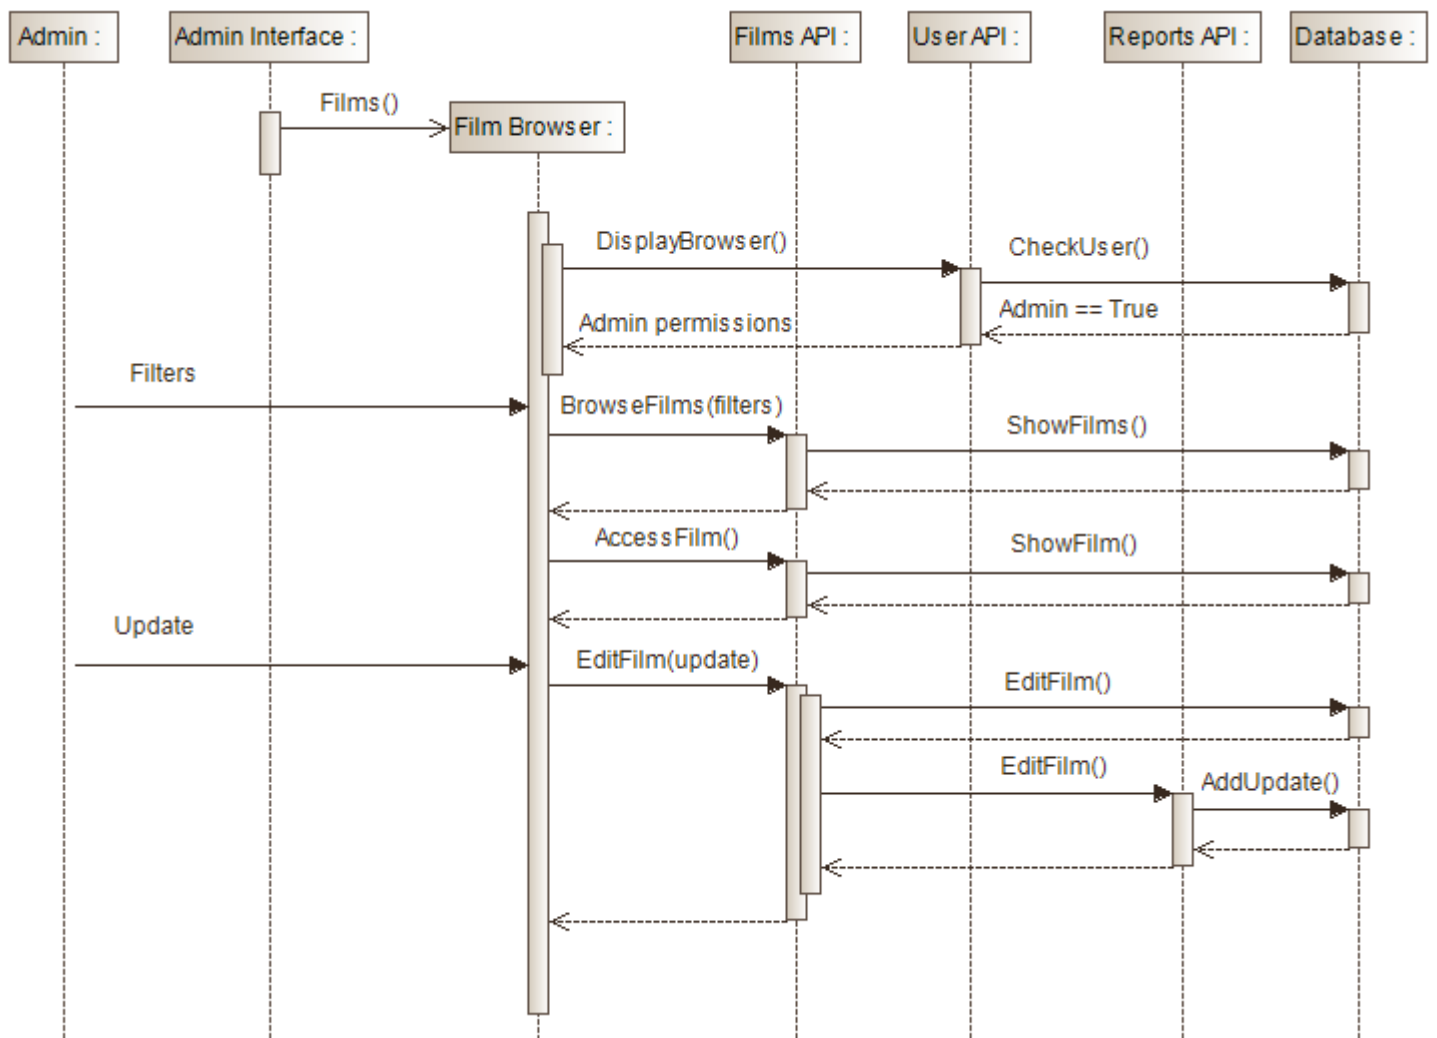 Admin :
Admin Interface :
Films API :
User API :
Reports API :
Database :
Films()
Film Browser :
DisplayBrowser()
CheckUser()
Admin == True
Admin permissions
Filters
BrowseFilms(filters)
ShowFilms()
AccessFilm()
ShowFilm()
Update
EditFilm(update)
EditFilm()
EditFilm()
AddUpdate()